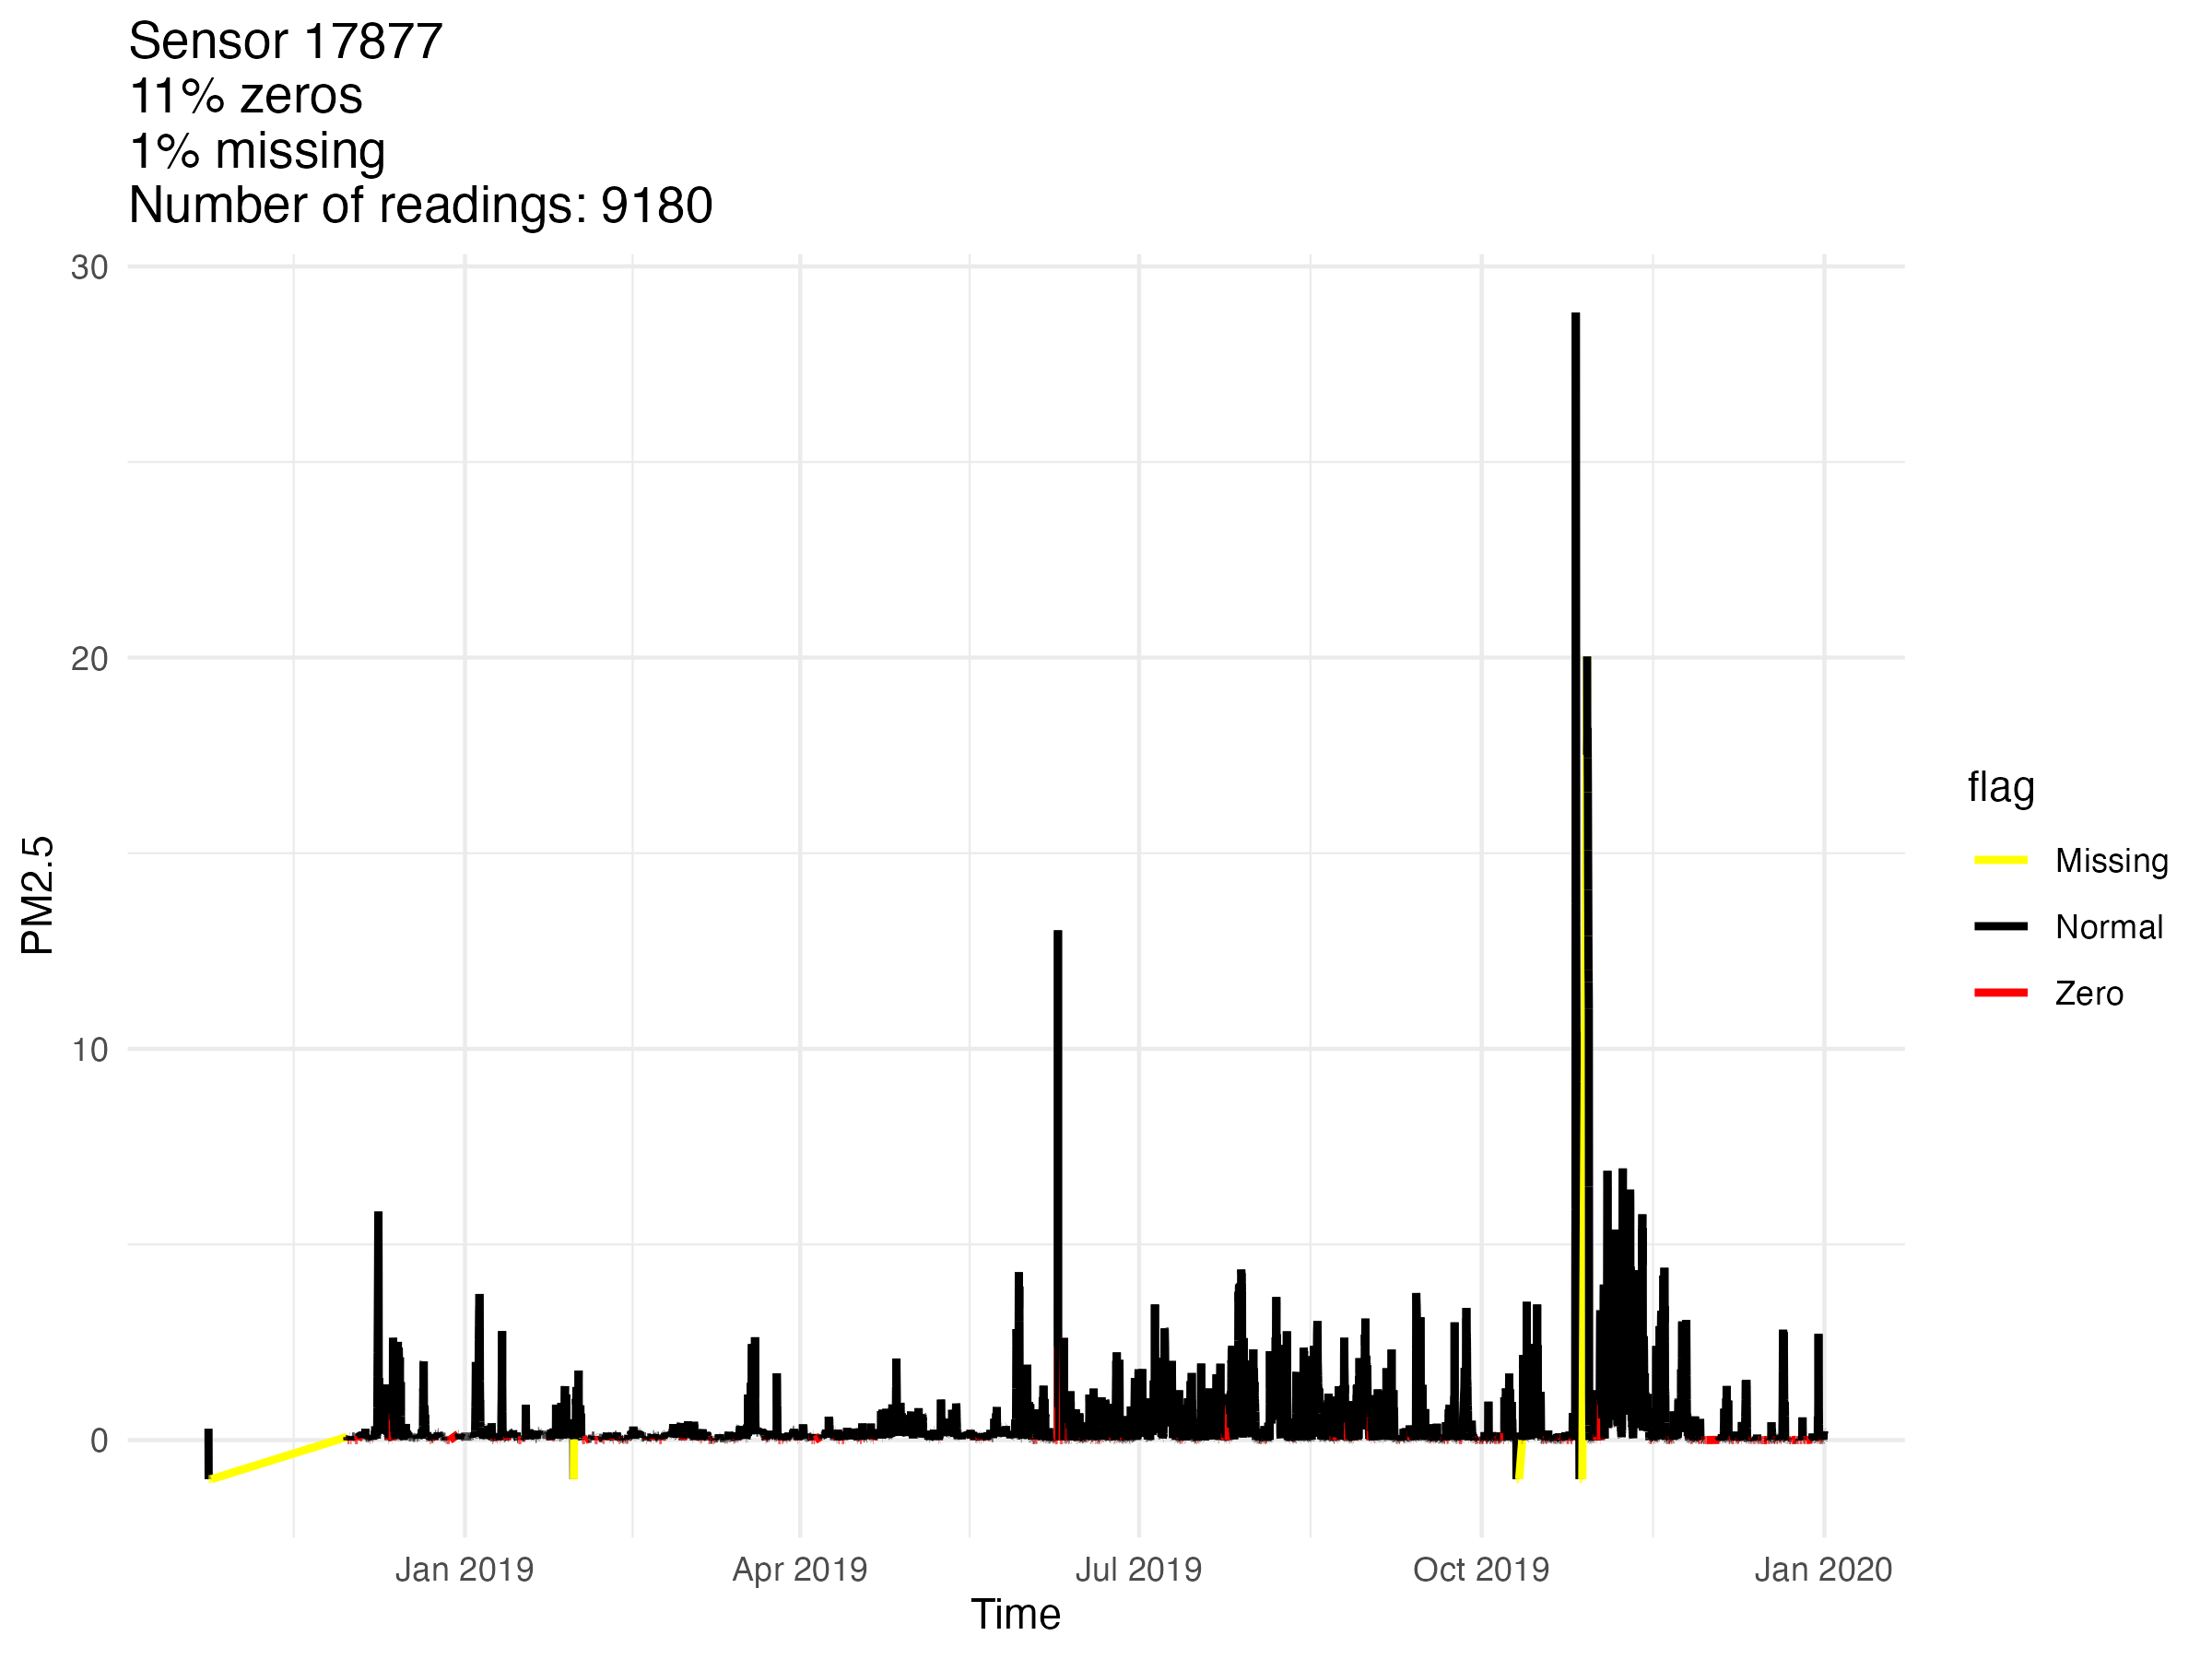 Sensor 17877
11% zeros
1% missing
Number of readings: 9180
30
20
10
0
PM2.5
Jan 2019
Apr 2019
Jul 2019
Oct 2019
Jan 2020
Time
flag
Missing
Normal
Zero